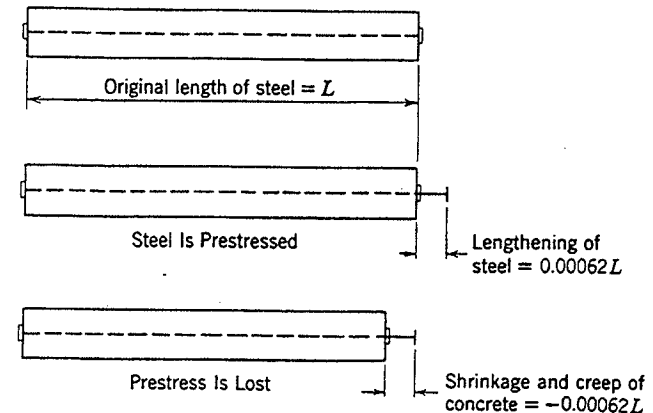 Original length of steel = L
Steel Is Prestressed
Lengthening of
steel = 0.00062L
Prestress Is Lost
Shrinkage and creep of
concrete = −0.00062L